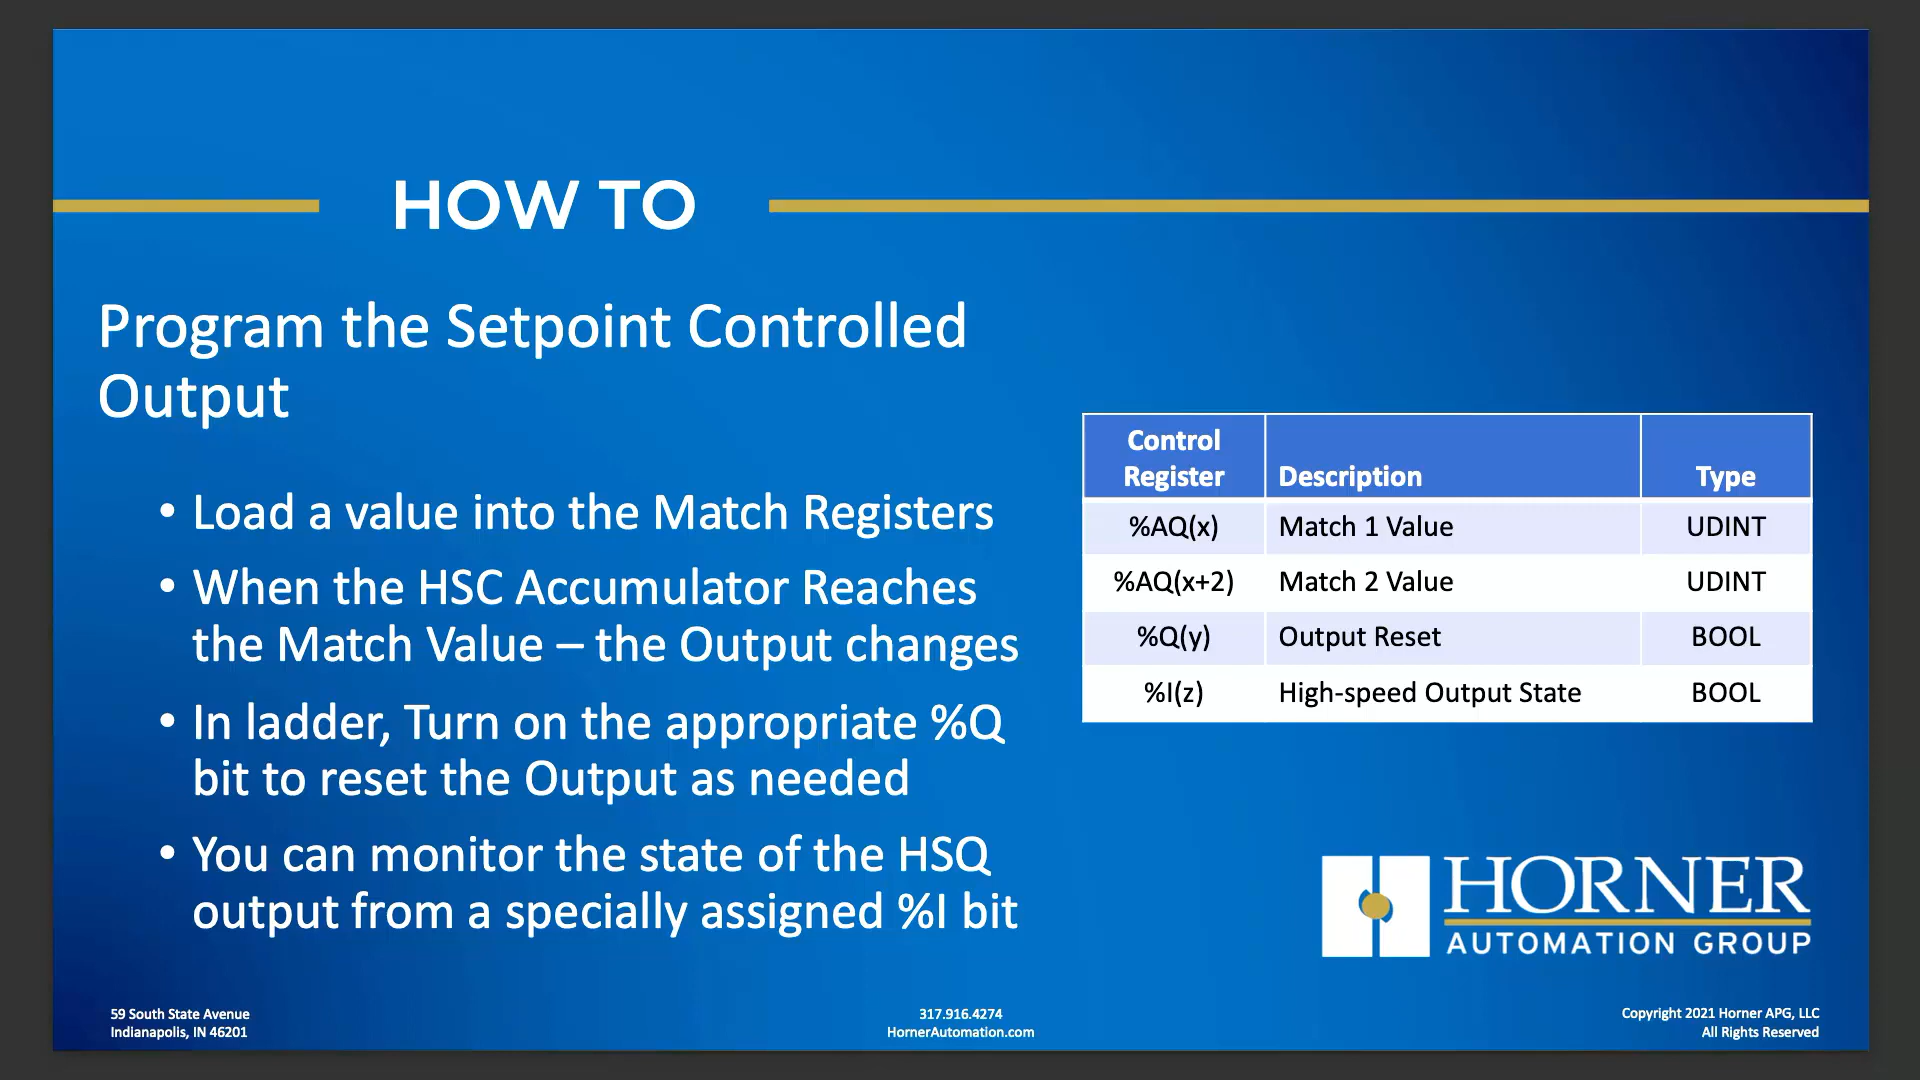 HOW TO
Program the Setpoint Controlled
Output
• Load a value into the Match Registers
• When the HSC Accumulator Reaches
the Match Value – the Output changes
• In ladder, Turn on the appropriate %Q
bit to reset the Output as needed
• You can monitor the state of the HSQ
output from a specially assigned %I bit
Control
Register Description Type
%AQ(x) Match 1 Value UDINT
%AQ(x+2) Match 2 Value UDINT
%Q(y) Output Reset BOOL
%I(z) High-speed Output State BOOL
HORNER
AUTOMATION GROUP
59 South State Avenue
Indianapolis, IN 46201
317.916.4274
HornerAutomation.com
Copyright 2021 Horner APG, LLC
All Rights Reserved